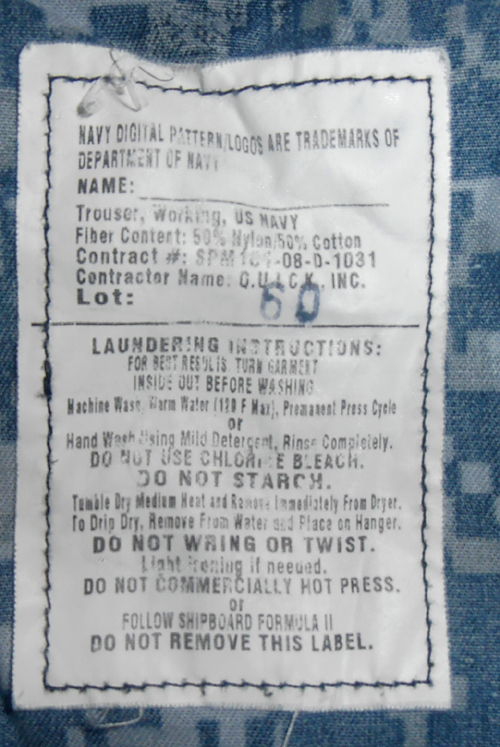 NAVY DIGITAL PATTERN/LOGOS ARE TRADEMARKS OF
DEPARTMENT OF NAVY
NAME:
Trouser, Working, US NAVY
Fiber Content: 50% Nylon/50% Cotton
Contract #: -08-D-1031
Contractor Name: Q.U.I.C.K., INC.
Lot: 60
LAUNDERING INSTRUCTIONS:
FOR BEST RESULTS, TURN GARMENT
INSIDE OUT BEFORE WASHING
Machine Wash, Warm Water (120 F Max), Premanent Press Cycle
or
Hand Wash Using Mild Detergent, Rinse Completely.
DO NOT USE CHLORINE BLEACH.
DO NOT STARCH.
Tumble Dry Medium Heat and Remove Immediately From Dryer.
To Drip Dry, Remove From Water and Place on Hanger.
DO NOT WRING OR TWIST.
Light ironing if needed.
DO NOT COMMERCIALLY HOT PRESS.
or
FOLLOW SHIPBOARD FORMULA II
DO NOT REMOVE THIS LABEL.